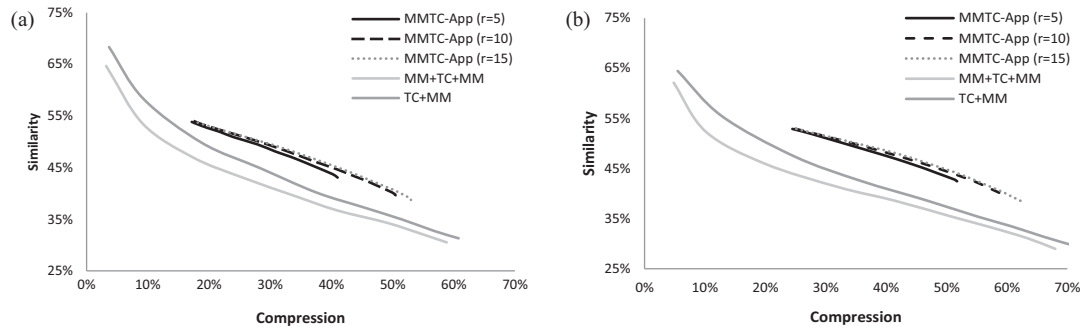 (a)
75%
65%
55%
45%
35%
25%
Similarity
0% 10% 20% 30% 40% 50% 60% 70%
Compression
MMTC-App (r=5)
MMTC-App (r=10)
MMTC-App (r=15)
MM+TC+MM
TC+MM
(b)
75%
65%
55%
45%
35%
25%
Similarity
0% 10% 20% 30% 40% 50% 60% 70%
Compression
MMTC-App (r=5)
MMTC-App (r=10)
MMTC-App (r=15)
MM+TC+MM
TC+MM